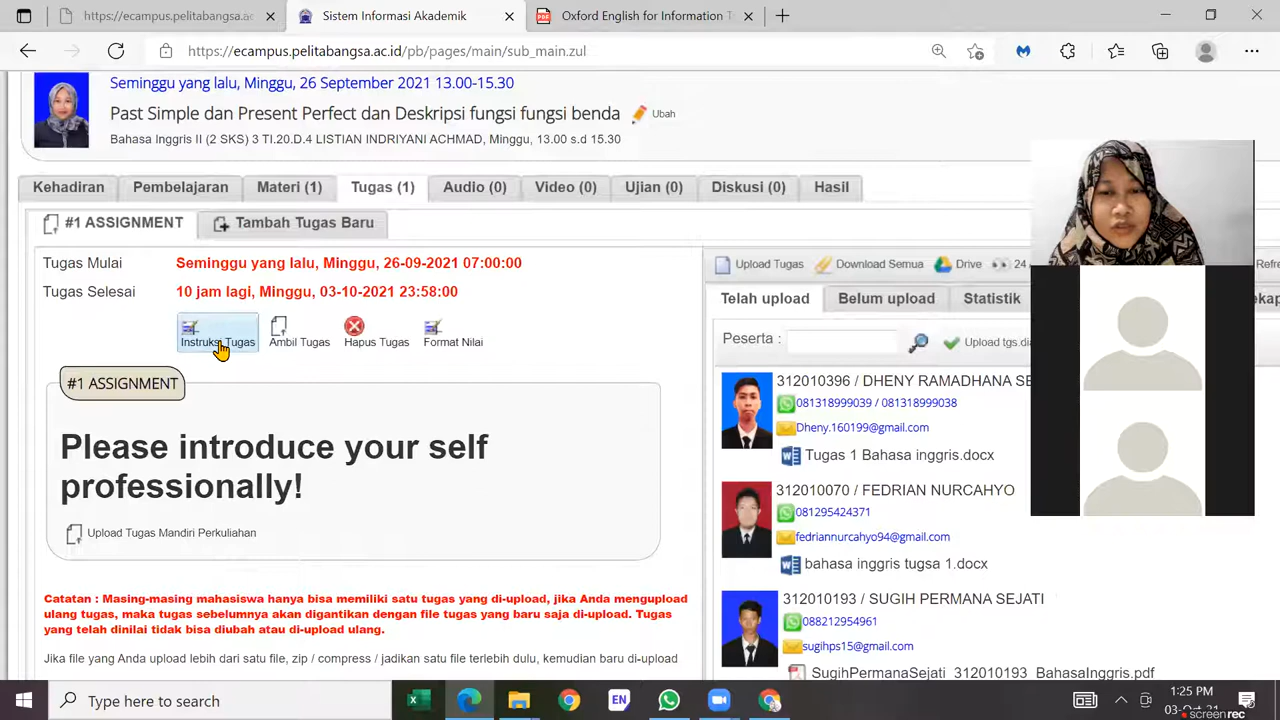 https://ecampus.pelitabangsa.ac
Sistem Informasi Akademik
Oxford English for Information T
https://ecampus.pelitabangsa.ac.id/pb/pages/main/sub_main.zul
Seminggu yang lalu, Minggu, 26 September 2021 13.00-15.30
Past Simple dan Present Perfect dan Deskripsi fungsi fungsi benda
Ubah
Bahasa Inggris II (2 SKS) 3 TI.20.D.4 LISTIAN INDRIYANI ACHMAD, Minggu, 13.00 s.d 15.30
Kehadiran
Pembelajaran
Materi (1)
Tugas (1)
Audio (0)
Video (0)
Ujian (0)
Diskusi (0)
Hasil
#1 ASSIGNMENT
Tambah Tugas Baru
Tugas Mulai
Seminggu yang lalu, Minggu, 26-09-2021 07:00:00
Tugas Selesai
10 jam lagi, Minggu, 03-10-2021 23:58:00
Instruksi Tugas
Ambil Tugas
Hapus Tugas
Format Nilai
#1 ASSIGNMENT
Please introduce your self
professionally!
Upload Tugas Mandiri Perkuliahan
Catatan : Masing-masing mahasiswa hanya bisa memiliki satu tugas yang di-upload, jika Anda mengupload
ulang tugas, maka tugas sebelumnya akan digantikan dengan file tugas yang baru saja di-upload. Tugas
yang telah dinilai tidak bisa diubah atau di-upload ulang.
Jika file yang Anda upload lebih dari satu file, zip / compress / jadikan satu file terlebih dulu, kemudian baru di-upload
Upload Tugas
Download Semua
Drive
24
Refre
Telah upload
Belum upload
Statistik
ekap
Peserta :
Upload tgs.dia
312010396 / DHENY RAMADHANA SE
081318999039 / 081318999038
Dheny.160199@gmail.com
Tugas 1 Bahasa inggris.docx
312010070 / FEDRIAN NURCAHYO
081295424371
fedriannurcahyo94@gmail.com
bahasa inggris tugsa 1.docx
312010193 / SUGIH PERMANA SEJATI
088212954961
sugihps15@gmail.com
SugihPermanaSejati_312010193_BahasaInggris.pdf
Type here to search
EN
1:25 PM
03-Oct-21
screenrec